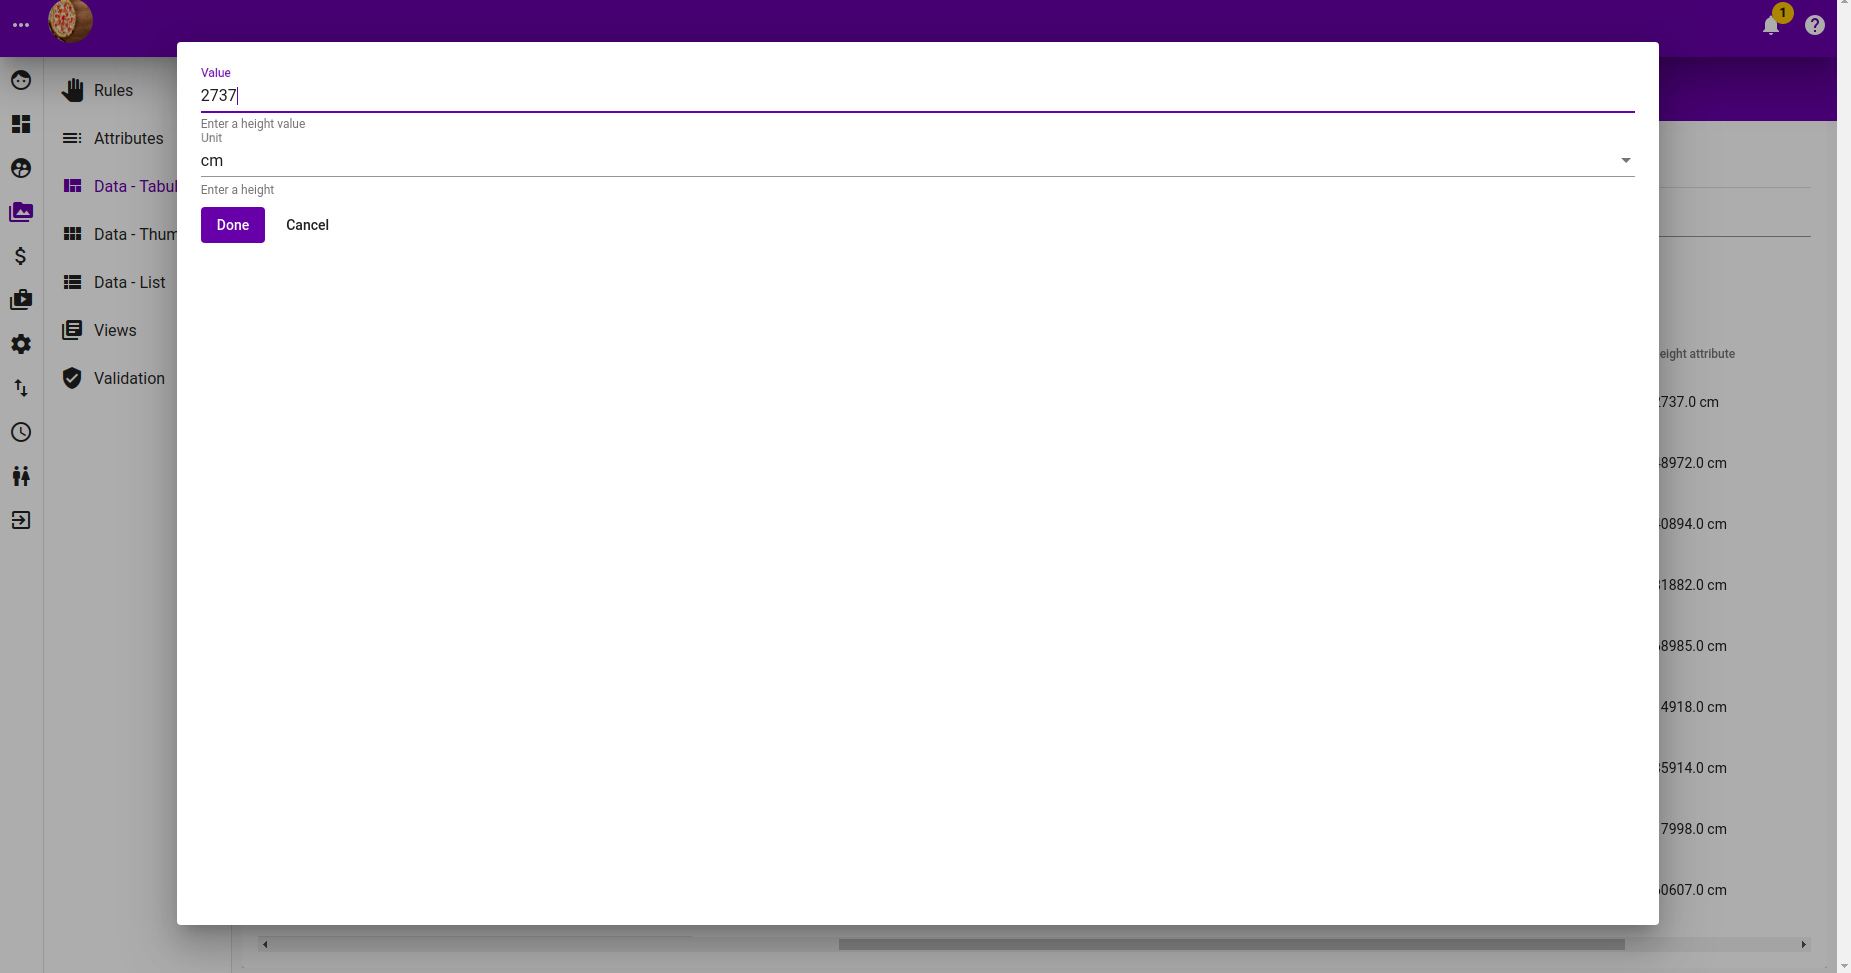 1
Rules
Attributes
Data - Tabul
Data - Thum
Data - List
Views
Validation
Value
2737
Enter a height value
Unit
cm
Enter a height
Done
Cancel
eight attribute
2737.0 cm
8972.0 cm
0894.0 cm
1882.0 cm
8985.0 cm
4918.0 cm
5914.0 cm
7998.0 cm
0607.0 cm